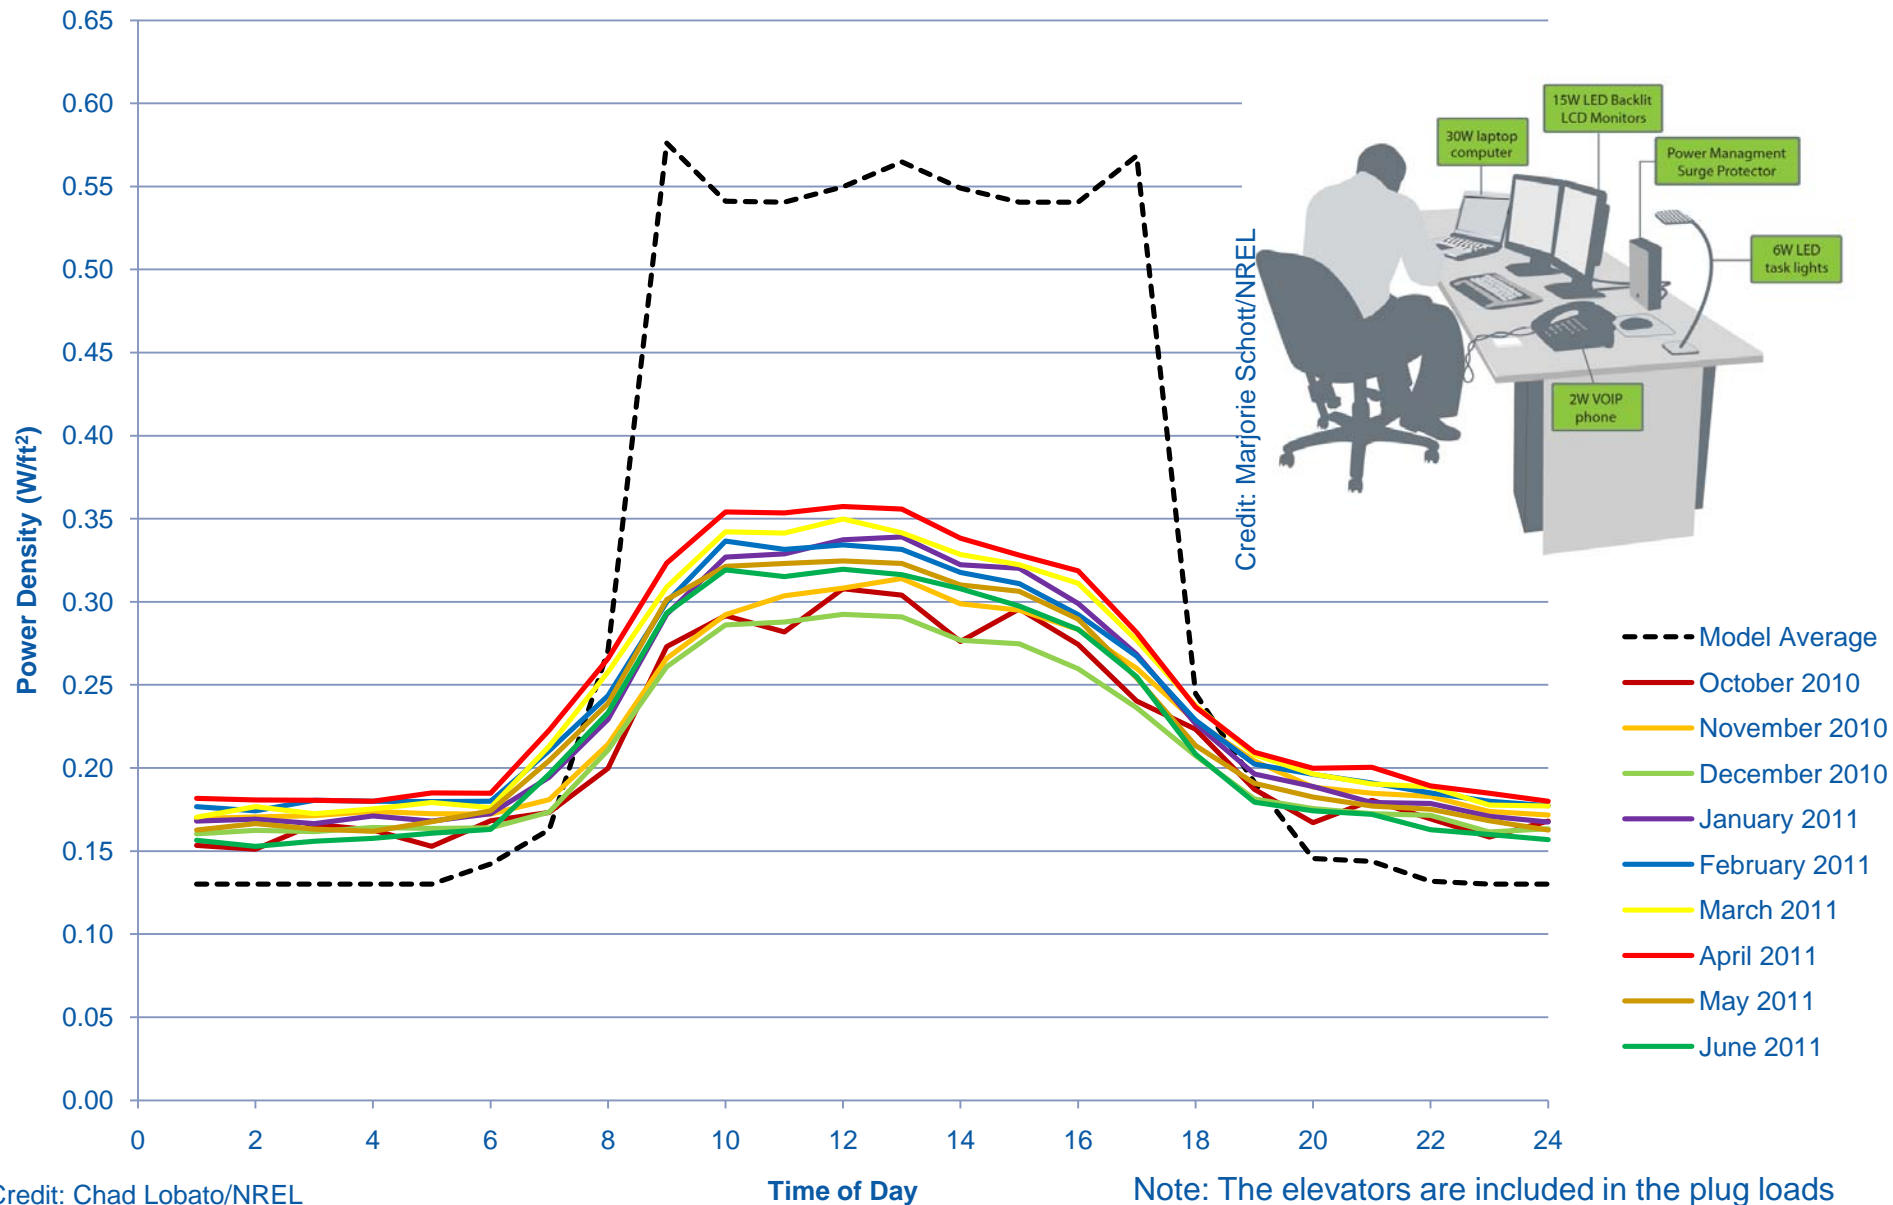 0.65
0.60
0.55
0.50
0.45
0.40
0.35
0.30
0.25
0.20
0.15
0.10
0.05
0.00
Power Density (W/ft²)
0 2 4 6 8 10 12 14 16 18 20 22 24
Time of Day
15W LED Backlit
LCD Monitors
30W laptop
computer
Power Managment
Surge Protector
6W LED
task lights
2W VOIP
phone
Credit: Marjorie Schott/NREL
Model Average
October 2010
November 2010
December 2010
January 2011
February 2011
March 2011
April 2011
May 2011
June 2011
Credit: Chad Lobato/NREL
Note: The elevators are included in the plug loads